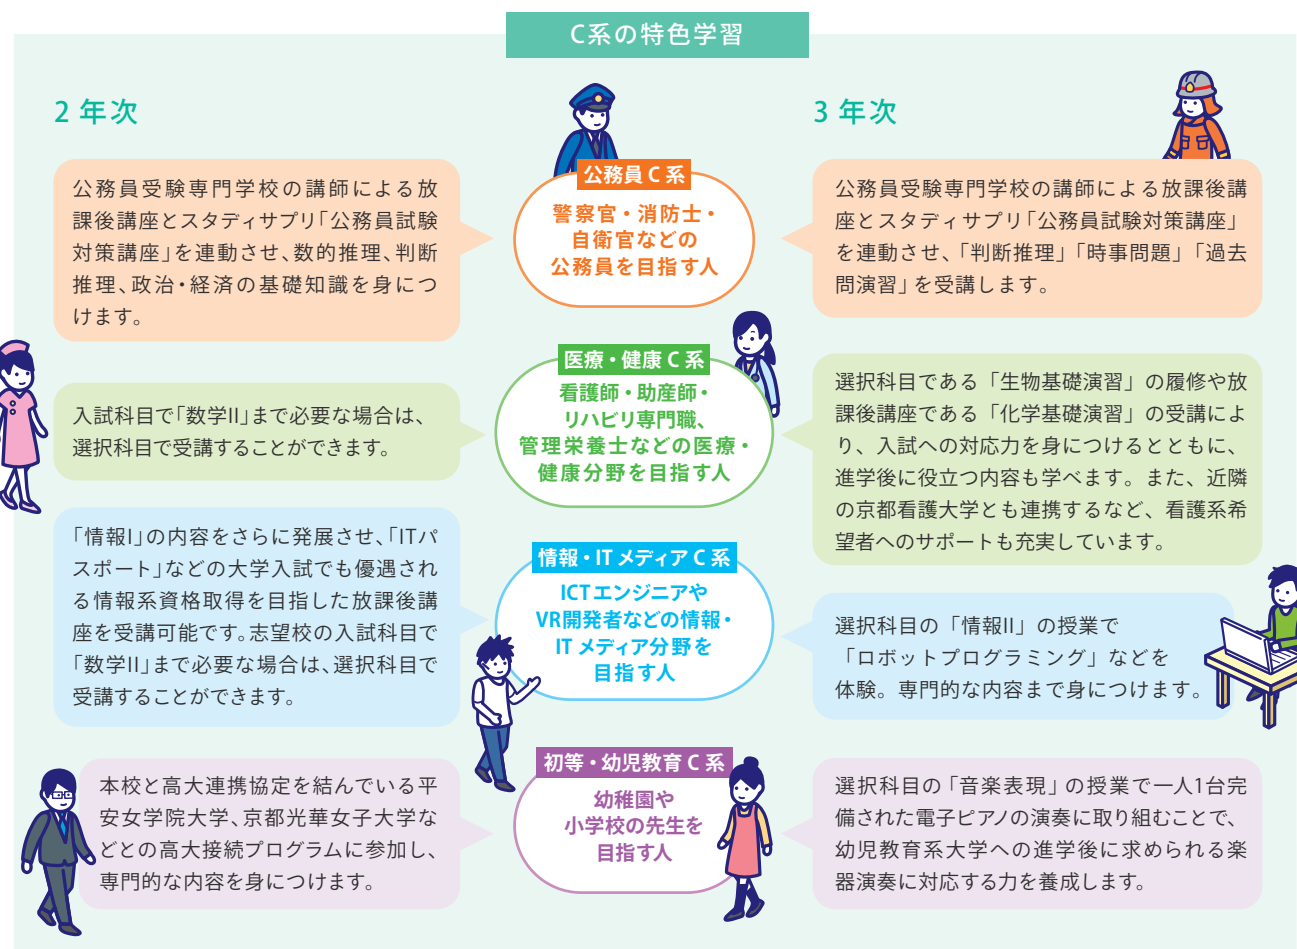 C系の特色学習
2 年次
3 年次
公務員受験専門学校の講師による放
課後講座とスタディサプリ「公務員試験
対策講座」を連動させ、数的推理、判断
推理、政治・経済の基礎知識を身につ
けます。
公務員 C 系
警察官・消防士・
自衛官などの
公務員を目指す人
公務員受験専門学校の講師による放課後講
座とスタディサプリ「公務員試験対策講座」
を連動させ、「判断推理」「時事問題」「過去
問演習」を受講します。
入試科目で「数学II」まで必要な場合は、
選択科目で受講することができます。
医療・健康 C 系
看護師・助産師・
リハビリ専門職、
管理栄養士などの医療・
健康分野を目指す人
選択科目である「生物基礎演習」の履修や放
課後講座である「化学基礎演習」の受講によ
り、入試への対応力を身につけるとともに、
進学後に役立つ内容も学べます。また、近隣
の京都看護大学とも連携するなど、看護系希
望者へのサポートも充実しています。
「情報I」の内容をさらに発展させ、「ITパ
スポート」などの大学入試でも優遇され
る情報系資格取得を目指した放課後講
座を受講可能です。志望校の入試科目で
「数学II」まで必要な場合は、選択科目で
受講することができます。
情報・IT メディア C 系
ICT エンジニアや
VR開発者などの情報・
IT メディア分野を
目指す人
選択科目の「情報II」の授業で
「ロボットプログラミング」などを
体験。専門的な内容まで身につけます。
本校と高大連携協定を結んでいる平
安女学院大学、京都光華女子大学な
どとの高大接続プログラムに参加し、
専門的な内容を身につけます。
初等・幼児教育 C 系
幼稚園や
小学校の先生を
目指す人
選択科目の「音楽表現」の授業で一人1台完
備された電子ピアノの演奏に取り組むことで、
幼児教育系大学への進学後に求められる楽
器演奏に対応する力を養成します。